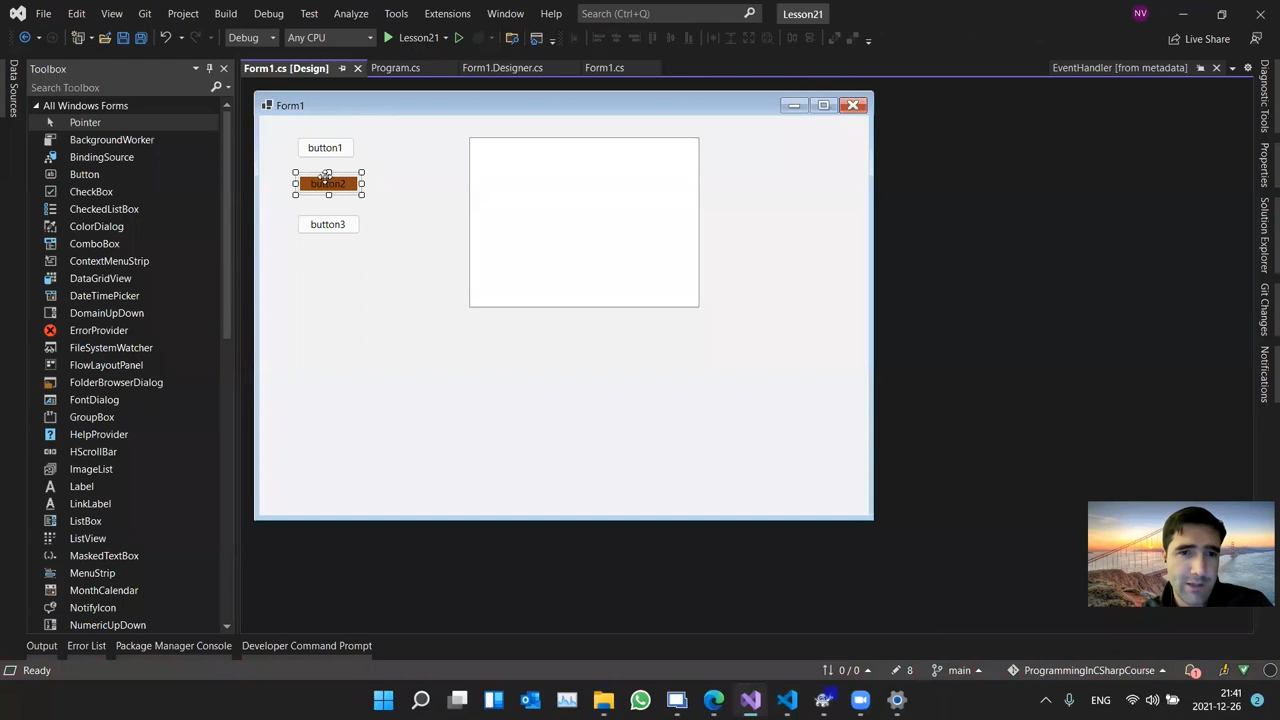 File Edit View Git Project Build Debug Test Analyze Tools Extensions Window Help Search (Ctrl+Q) Lesson21 NV
Debug Any CPU Lesson21 Live Share
Data Sources
Toolbox
Form1.cs [Design] Program.cs Form1.Designer.cs Form1.cs EventHandler [from metadata]
Search Toolbox
All Windows Forms
Pointer
BackgroundWorker
BindingSource
Button
CheckBox
CheckedListBox
ColorDialog
ComboBox
ContextMenuStrip
DataGridView
DateTimePicker
DomainUpDown
ErrorProvider
FileSystemWatcher
FlowLayoutPanel
FolderBrowserDialog
FontDialog
GroupBox
HelpProvider
HScrollBar
ImageList
Label
LinkLabel
ListBox
ListView
MaskedTextBox
MenuStrip
MonthCalendar
NotifyIcon
NumericUpDown
Form1
button1
button2
button3
Diagnostic Tools
Properties
Solution Explorer
Git Changes
Notifications
Output Error List Package Manager Console Developer Command Prompt
Ready 0 / 0 8 main ProgrammingInCSharpCourse 1
ENG 21:41
2021-12-26 2